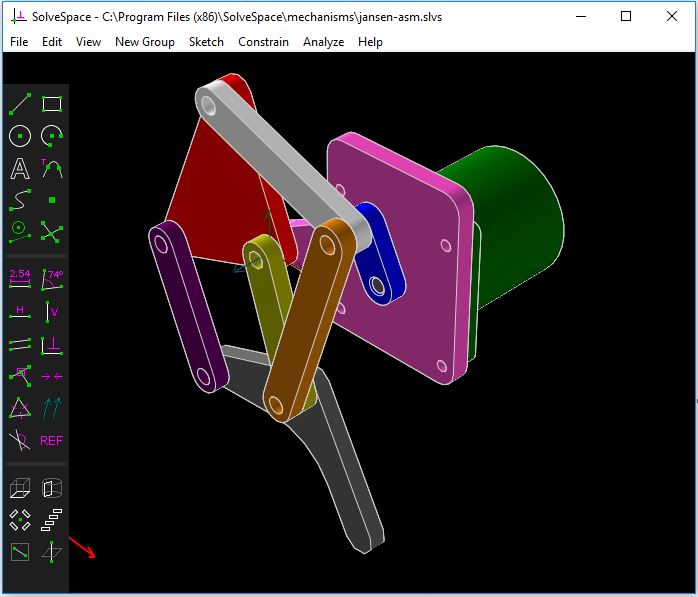 SolveSpace - C:\Program Files (x86)\SolveSpace\mechanisms\jansen-asm.slvs
File Edit View New Group Sketch Constrain Analyze Help
A T
2.54 74°
H V
REF